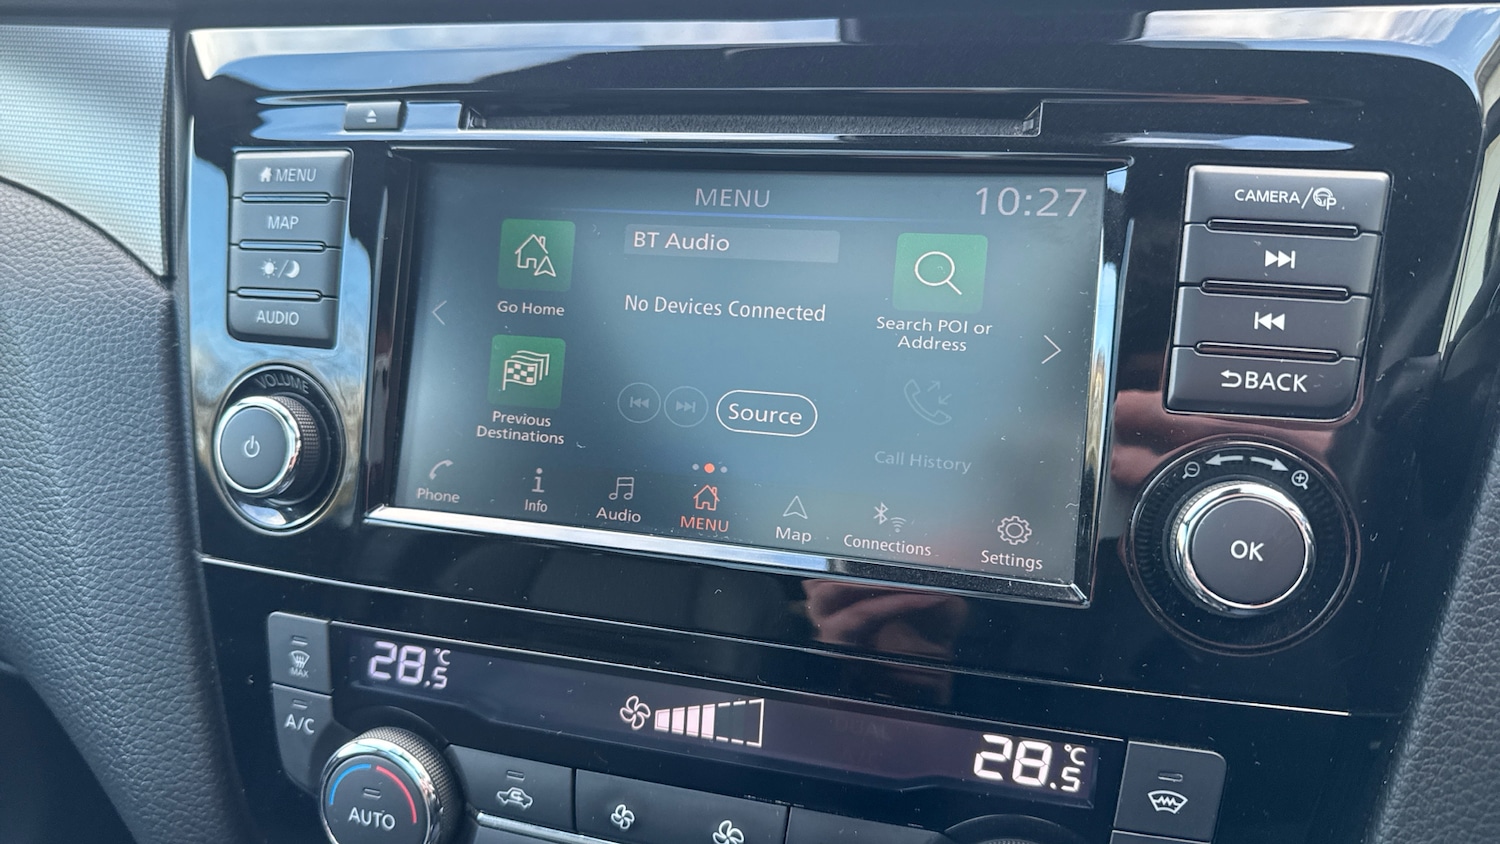 MENU
MAP
AUDIO
VOLUME
MENU
10:27
BT Audio
Go Home
No Devices Connected
Search POI or
Address
Previous
Destinations
Source
Call History
Phone
Info
Audio
MENU
Map
Connections
Settings
CAMERA/
BACK
OK
MAX
A/C
28.5°C
28.5°C
AUTO